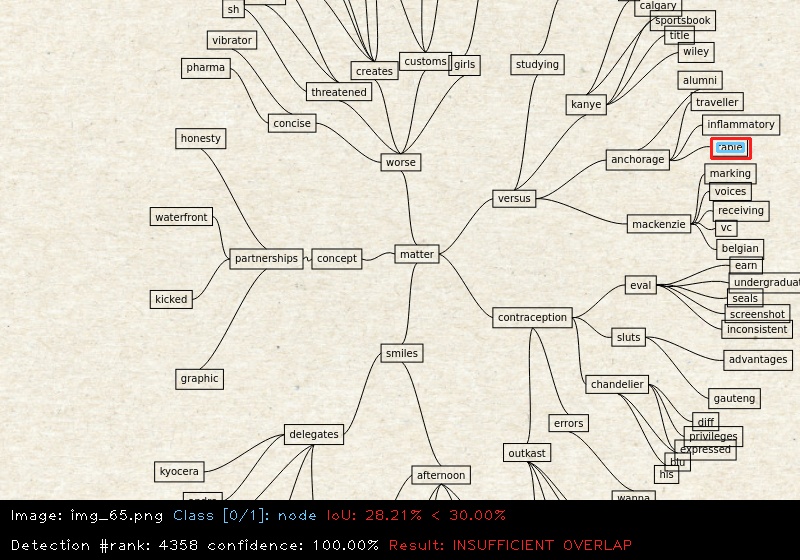 calgary
sh
sportsbook
title
vibrator
wiley
customs
girls
studying
pharma
creates
alumni
threatened
kanye
traveller
concise
inflammatory
honesty
worse
anchorage
marking
voices
versus
receiving
waterfront
mackenzie
vc
belgian
partnerships
concept
matter
earn
eval
undergraduat
kicked
seals
screenshot
contraception
inconsistent
sluts
smiles
advantages
graphic
chandelier
gauteng
errors
diff
delegates
privileges
expressed
outkast
blu
kyocera
afternoon
his
wanna
Image: img_65.png Class [0/1]: node IoU: 28.21% < 30.00%
Detection #rank: 4358 confidence: 100.00% Result: INSUFFICIENT OVERLAP